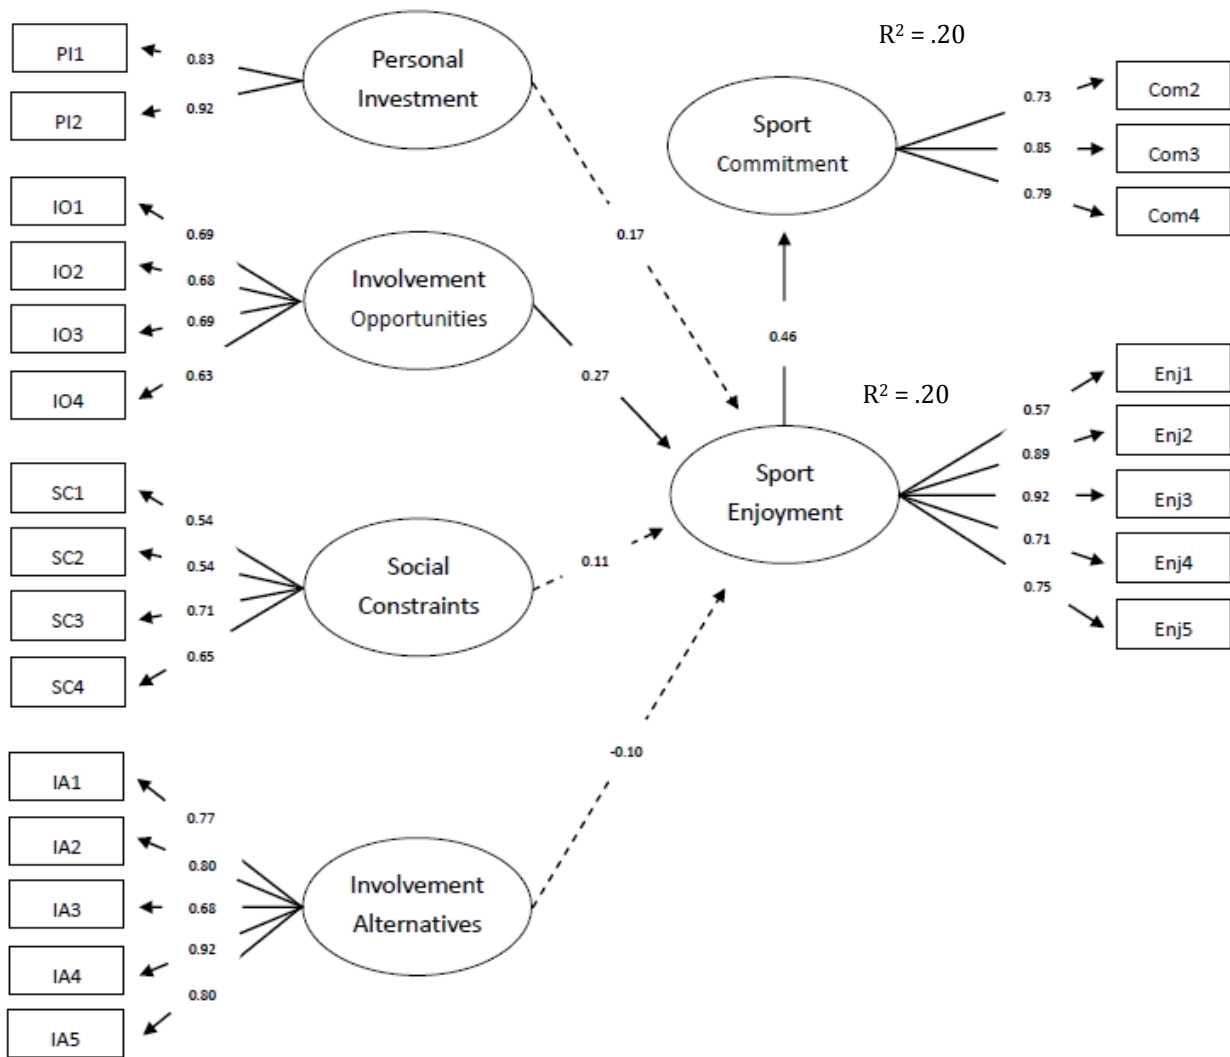 PI1
0.83
PI2
0.92
Personal
Investment
0.17
IO1
0.69
IO2
0.68
IO3
0.69
IO4
0.63
Involvement
Opportunities
0.27
SC1
0.54
SC2
0.54
SC3
0.71
SC4
0.65
Social
Constraints
0.11
IA1
0.77
IA2
0.80
IA3
0.68
IA4
0.92
IA5
0.80
Involvement
Alternatives
-0.10
R² = .20
Sport
Commitment
0.73
Com2
0.85
Com3
0.79
Com4
0.46
R² = .20
Sport
Enjoyment
0.57
Enj1
0.89
Enj2
0.92
Enj3
0.71
Enj4
0.75
Enj5